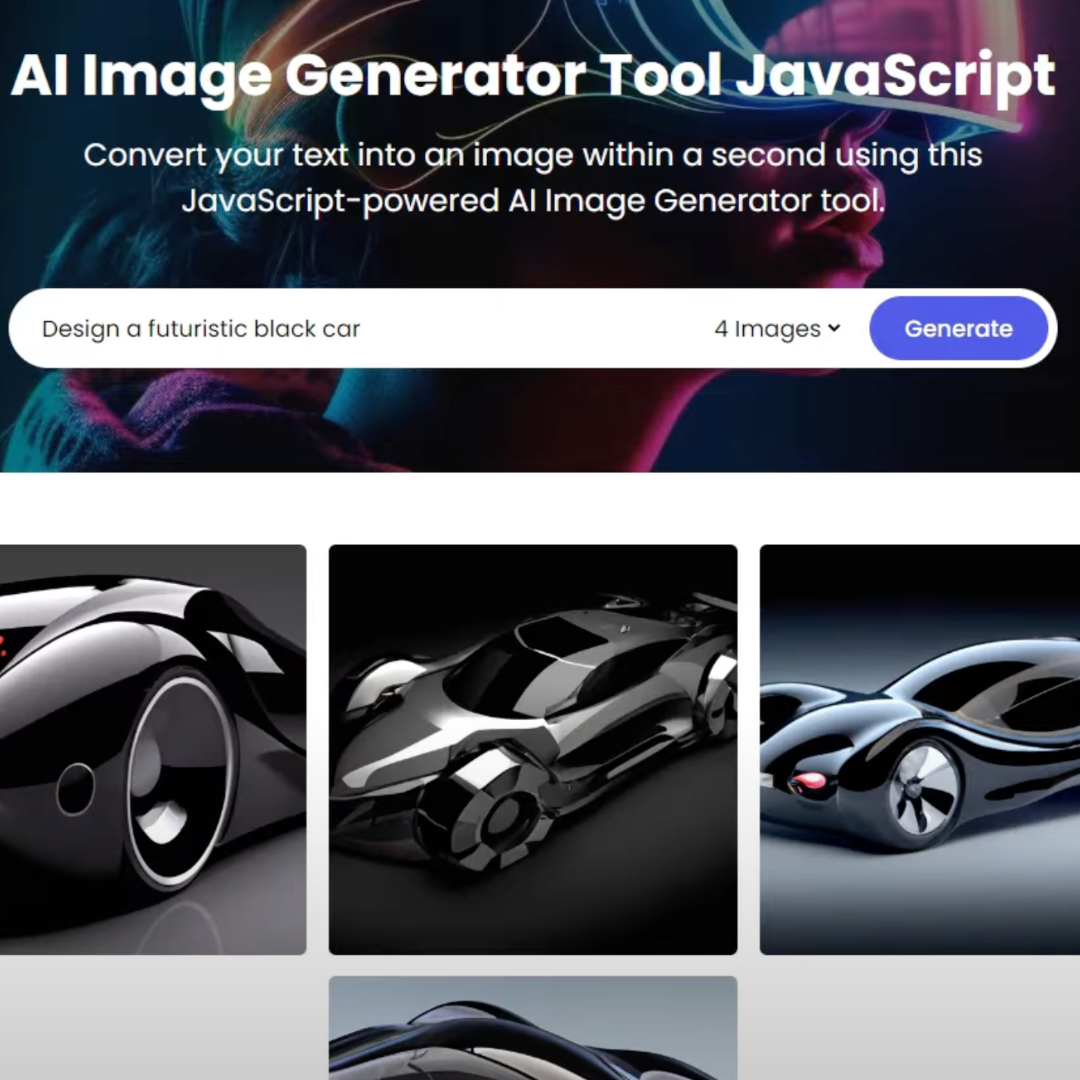 AI Image Generator Tool JavaScript
Convert your text into an image within a second using this
JavaScript-powered AI Image Generator tool.
Design a futuristic black car 4 Images Generate